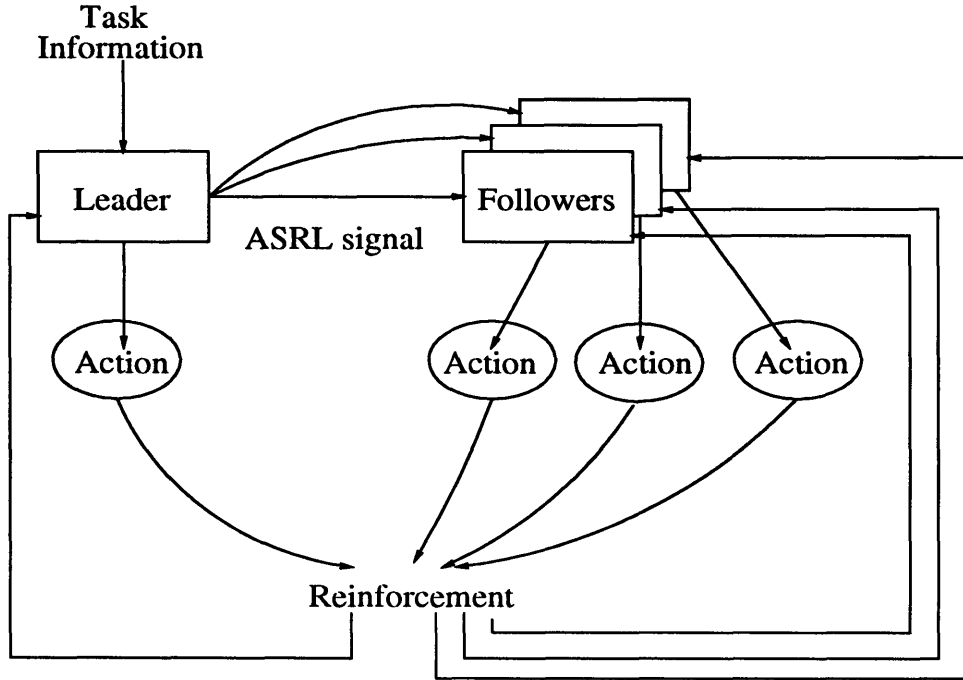 Task
Information
Leader
Followers
ASRL signal
Action
Action
Action
Action
Reinforcement